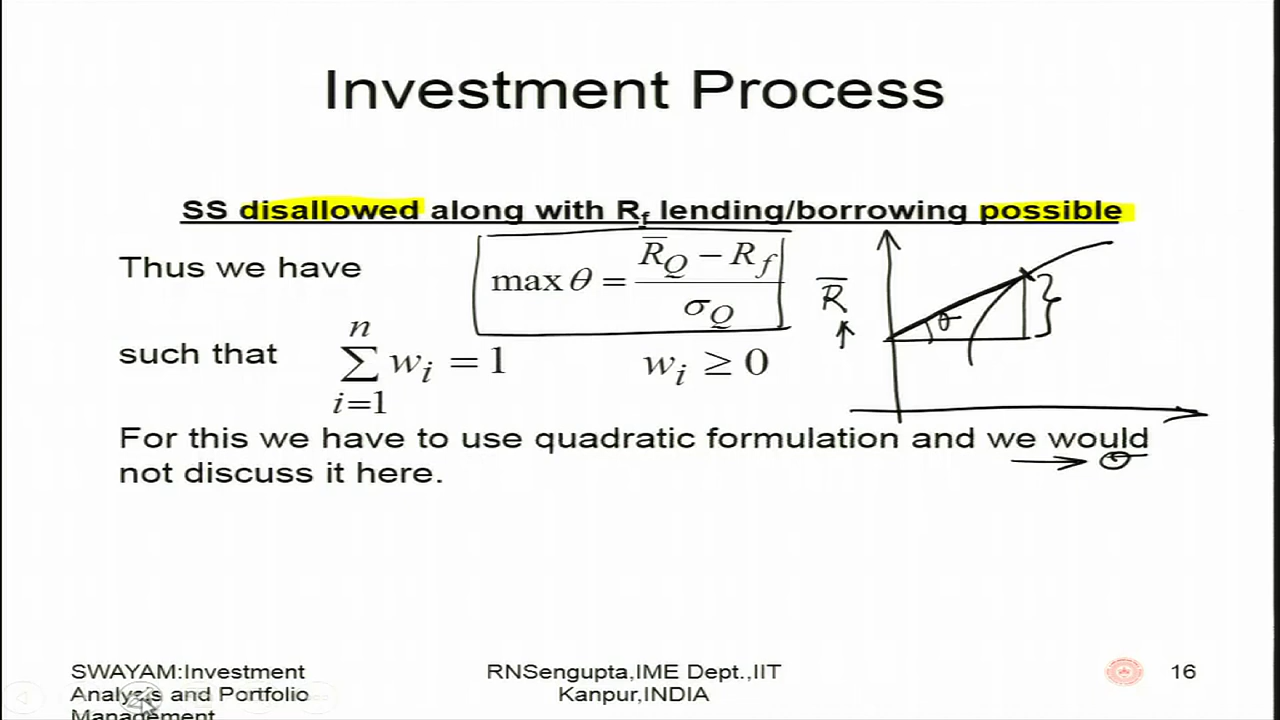 Investment Process
SS disallowed along with Rf lending/borrowing possible
Thus we have max θ = (R̅Q − Rf) / σQ
such that ∑_{i=1}^{n} wi = 1 wi ≥ 0
R̅
θ
For this we have to use quadratic formulation and we would
not discuss it here.
σ
SWAYAM:Investment
Analysis and Portfolio
Management
RNSengupta,IME Dept.,IIT
Kanpur,INDIA
16